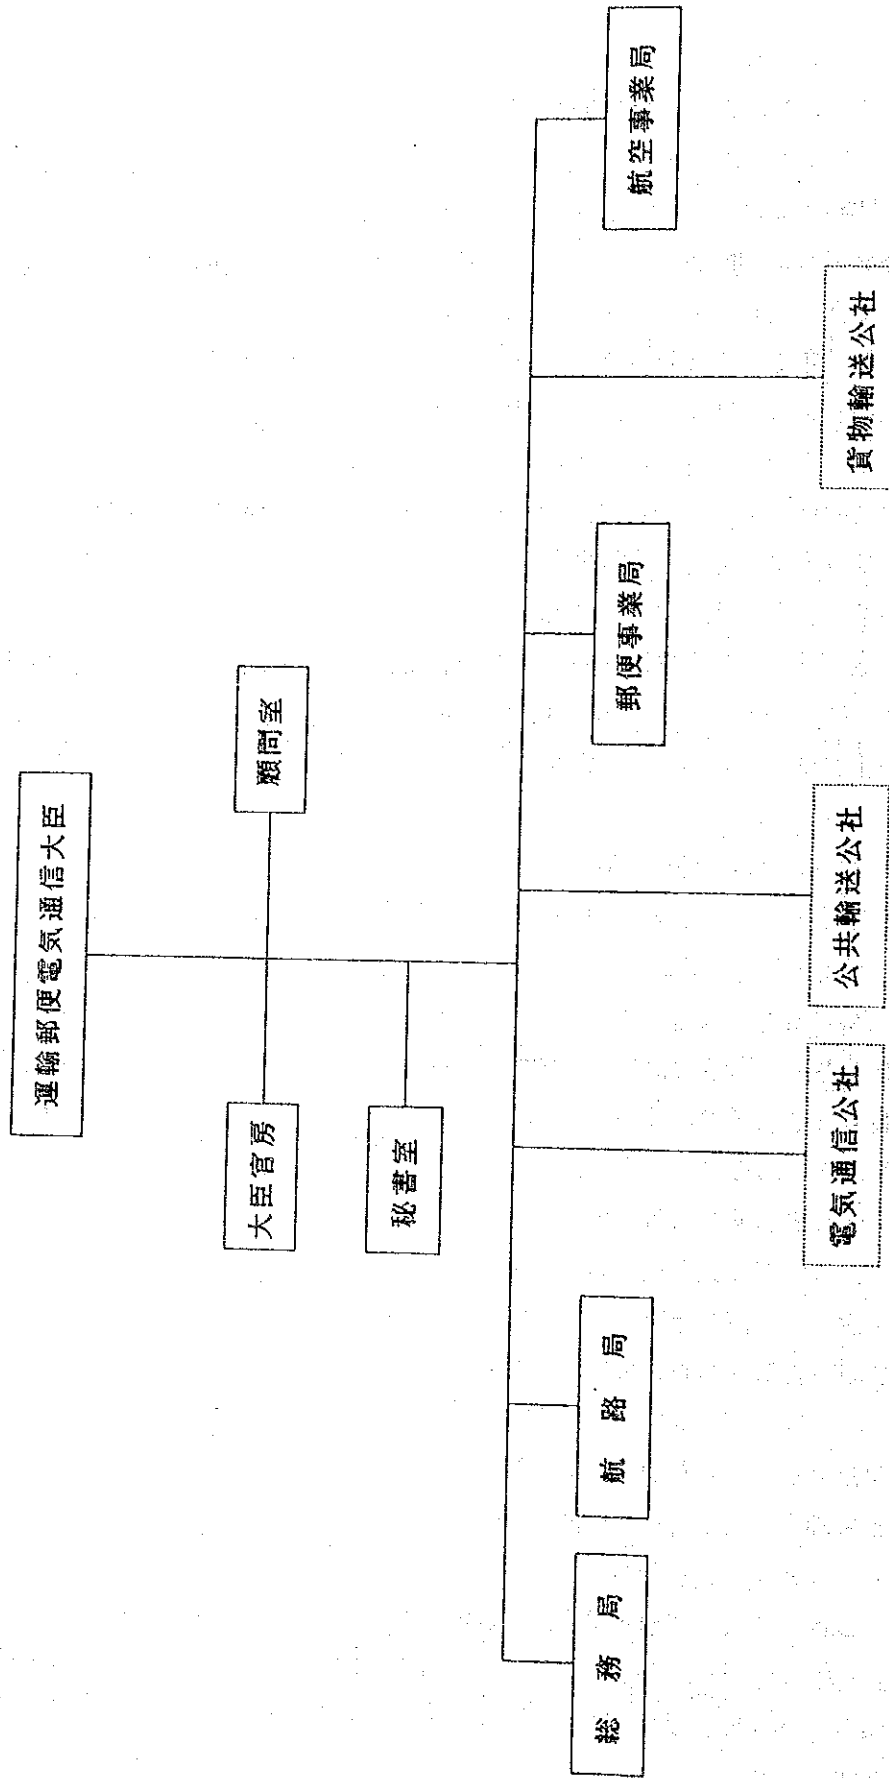 運輸郵便電気通信大臣
大臣官房
顧問室
秘書室
総務局
航路局
電気通信公社
公共輸送公社
郵便事業局
貨物輸送公社
航空事業局